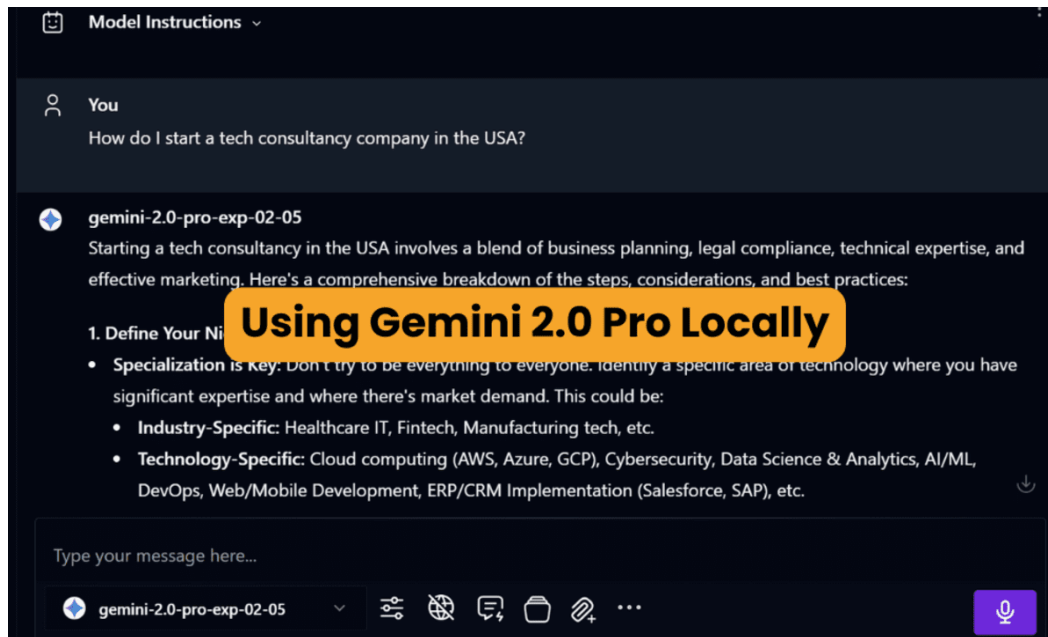 Model Instructions
You
How do I start a tech consultancy company in the USA?
gemini-2.0-pro-exp-02-05
Starting a tech consultancy in the USA involves a blend of business planning, legal compliance, technical expertise, and
effective marketing. Here's a comprehensive breakdown of the steps, considerations, and best practices:
Using Gemini 2.0 Pro Locally
1. Define Your Ni
Specialization is Key: Don't try to be everything to everyone. Identify a specific area of technology where you have
significant expertise and where there's market demand. This could be:
Industry-Specific: Healthcare IT, Fintech, Manufacturing tech, etc.
Technology-Specific: Cloud computing (AWS, Azure, GCP), Cybersecurity, Data Science & Analytics, AI/ML,
DevOps, Web/Mobile Development, ERP/CRM Implementation (Salesforce, SAP), etc.
Type your message here...
gemini-2.0-pro-exp-02-05